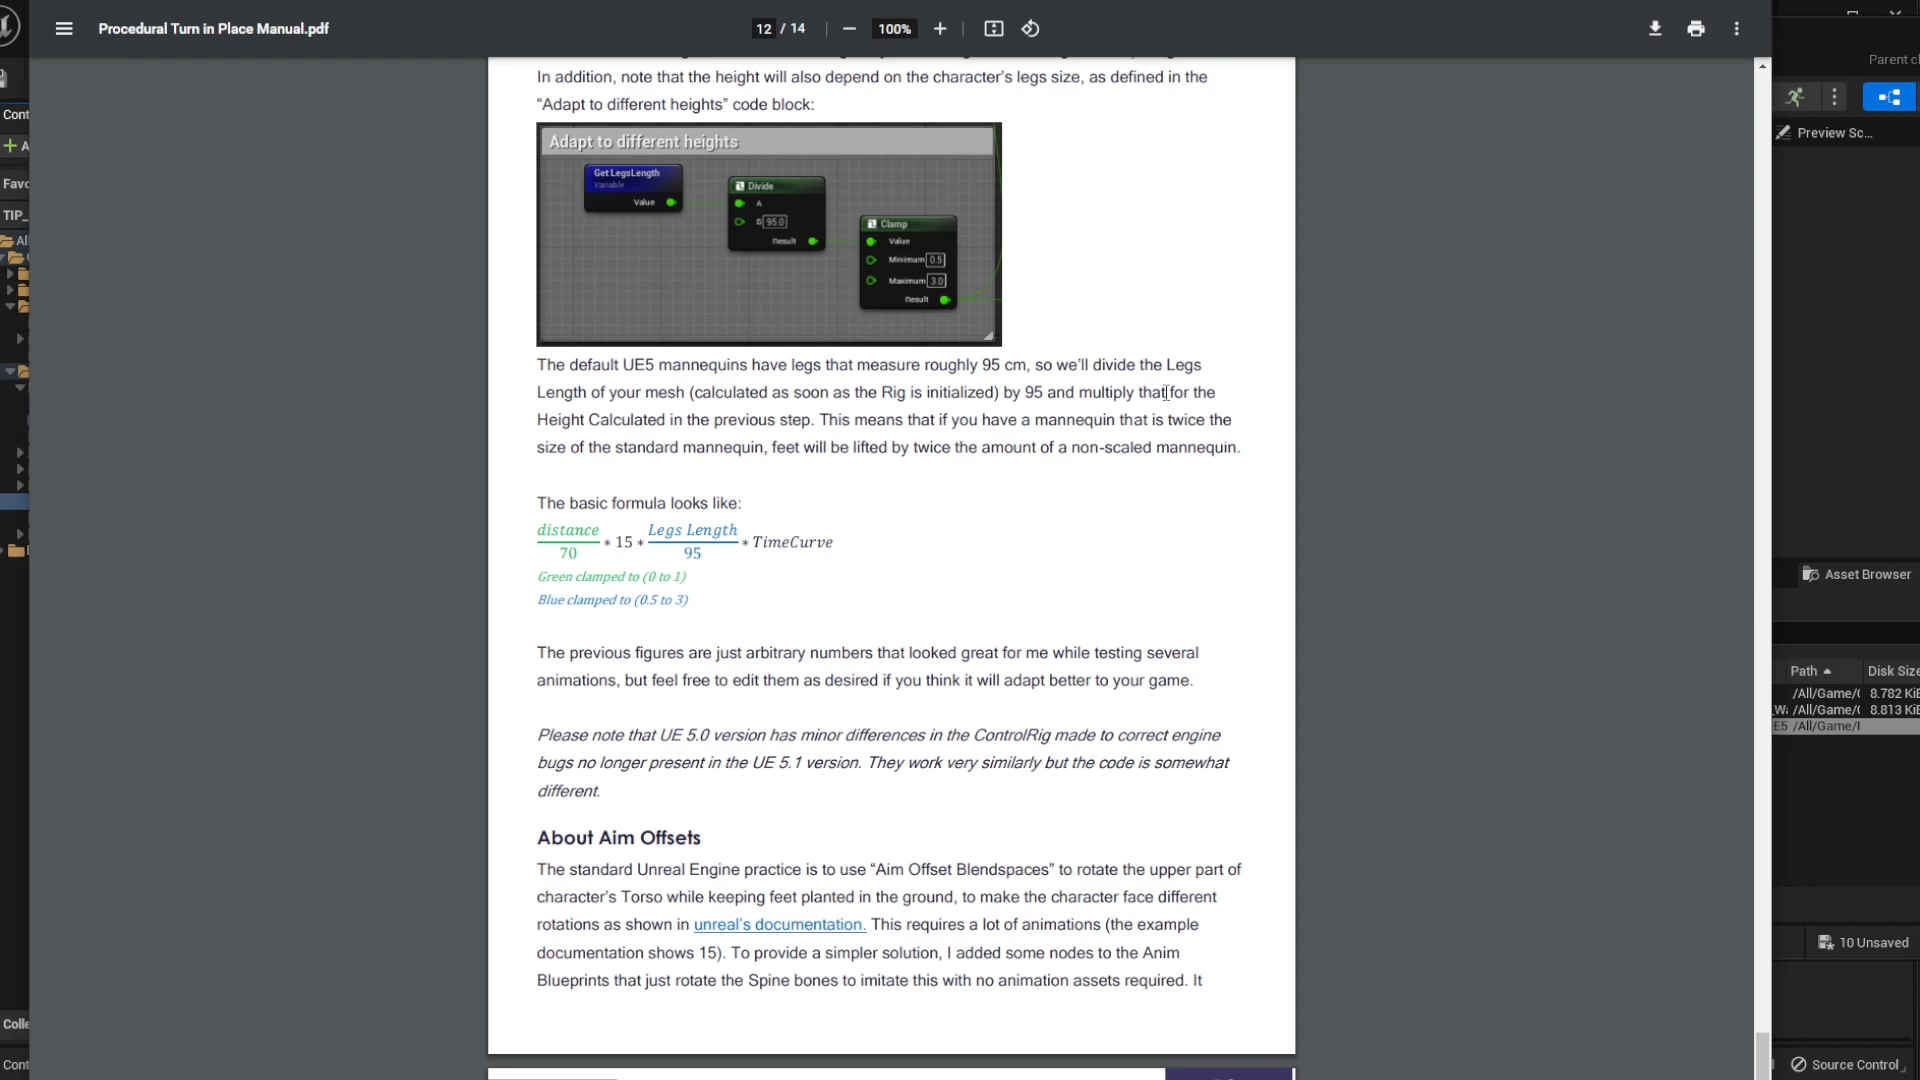 Procedural Turn in Place Manual.pdf
12 / 14
100%
Parent cl
Cont
A
Preview Sc...
Favo
TIP_
All
In addition, note that the height will also depend on the character's legs size, as defined in the
“Adapt to different heights” code block:
Adapt to different heights
Get LegsLength
Variable
Value
Divide
A
B 95.0
Result
Clamp
Value
Minimum 0.5
Maximum 3.0
Result
The default UE5 mannequins have legs that measure roughly 95 cm, so we'll divide the Legs
Length of your mesh (calculated as soon as the Rig is initialized) by 95 and multiply that for the
Height Calculated in the previous step. This means that if you have a mannequin that is twice the
size of the standard mannequin, feet will be lifted by twice the amount of a non-scaled mannequin.
The basic formula looks like:
distance / 70 * 15 * Legs Length / 95 * TimeCurve
Green clamped to (0 to 1)
Blue clamped to (0.5 to 3)
The previous figures are just arbitrary numbers that looked great for me while testing several
animations, but feel free to edit them as desired if you think it will adapt better to your game.
Please note that UE 5.0 version has minor differences in the ControlRig made to correct engine
bugs no longer present in the UE 5.1 version. They work very similarly but the code is somewhat
different.
About Aim Offsets
The standard Unreal Engine practice is to use “Aim Offset Blendspaces” to rotate the upper part of
character's Torso while keeping feet planted in the ground, to make the character face different
rotations as shown in unreal's documentation. This requires a lot of animations (the example
documentation shows 15). To provide a simpler solution, I added some nodes to the Anim
Blueprints that just rotate the Spine bones to imitate this with no animation assets required. It
Asset Browser
Path Disk Size
/All/Game/( 8.782 KiB
_Wa /All/Game/( 8.813 KiB
E5 /All/Game/I
10 Unsaved
Colle
Cont
Source Control